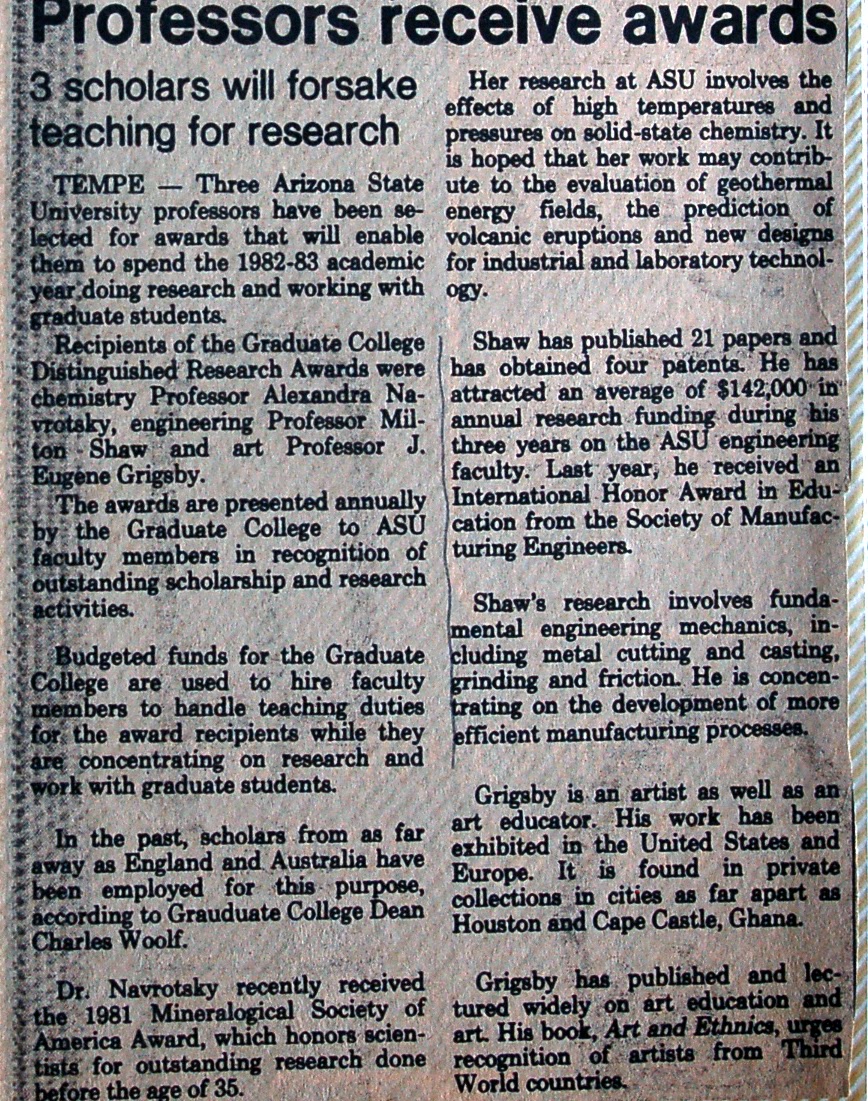 Professors receive awards
3 scholars will forsake
teaching for research
TEMPE — Three Arizona State
University professors have been se-
lected for awards that will enable
them to spend the 1982-83 academic
year doing research and working with
graduate students.
Recipients of the Graduate College
Distinguished Research Awards were
chemistry Professor Alexandra Na-
vrotsky, engineering Professor Mil-
ton Shaw and art Professor J.
Eugene Grigsby.
The awards are presented annually
by the Graduate College to ASU
faculty members in recognition of
outstanding scholarship and research
activities.
Budgeted funds for the Graduate
College are used to hire faculty
members to handle teaching duties
for the award recipients while they
are concentrating on research and
work with graduate students.
In the past, scholars from as far
away as England and Australia have
been employed for this purpose,
according to Grauduate College Dean
Charles Woolf.
Dr. Navrotsky recently received
the 1981 Mineralogical Society of
America Award, which honors scien-
tists for outstanding research done
before the age of 35.
Her research at ASU involves the
effects of high temperatures and
pressures on solid-state chemistry. It
is hoped that her work may contrib-
ute to the evaluation of geothermal
energy fields, the prediction of
volcanic eruptions and new designs
for industrial and laboratory technol-
ogy.
Shaw has published 21 papers and
has obtained four patents. He has
attracted an average of $142,000 in
annual research funding during his
three years on the ASU engineering
faculty. Last year, he received an
International Honor Award in Edu-
cation from the Society of Manufac-
turing Engineers.
Shaw's research involves funda-
mental engineering mechanics, in-
cluding metal cutting and casting,
grinding and friction. He is concen-
trating on the development of more
efficient manufacturing processes.
Grigsby is an artist as well as an
art educator. His work has been
exhibited in the United States and
Europe. It is found in private
collections in cities as far apart as
Houston and Cape Castle, Ghana.
Grigsby has published and lec-
tured widely on art education and
art. His book, Art and Ethnics, urges
recognition of artists from Third
World countries.